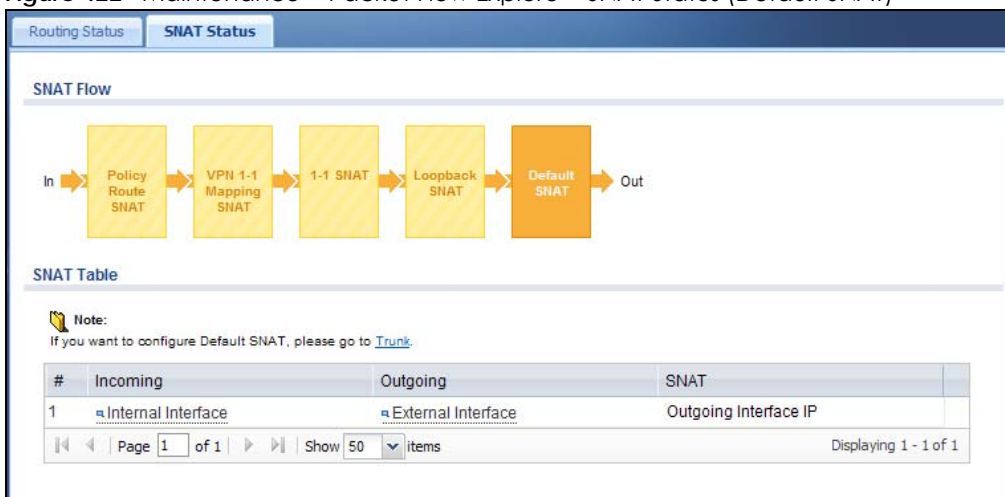 Routing Status
SNAT Status
SNAT Flow
In
Policy
Route
SNAT
VPN 1-1
Mapping
SNAT
1-1 SNAT
Loopback
SNAT
Default
SNAT
Out
SNAT Table
Note:
If you want to configure Default SNAT, please go to Trunk.
# Incoming Outgoing SNAT
1 Internal Interface External Interface Outgoing Interface IP
Page 1 of 1 Show 50 items Displaying 1 - 1 of 1